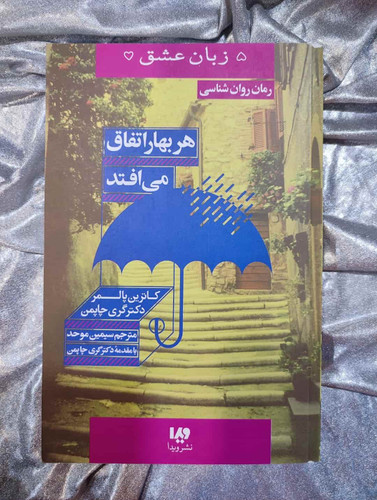 ۵ زبان عشق ♡
رمان روان شناسی
هر بهار اتفاق
می افتد
کاترین پالمر
دکتر گری چاپمن
مترجم سیمین موحد
با مقدمهٔ دکتر گری چاپمن
ویدا
نشر ویدا